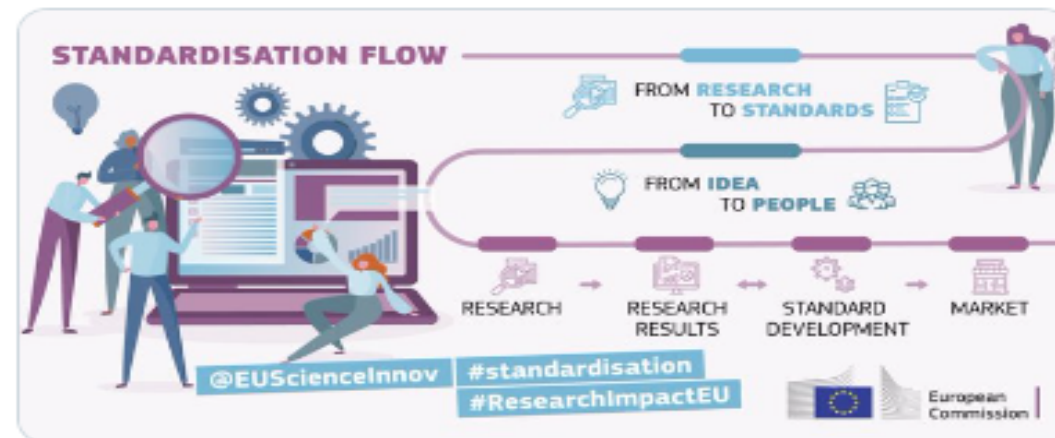 STANDARDISATION FLOW
FROM RESEARCH
TO STANDARDS
FROM IDEA
TO PEOPLE
RESEARCH
RESEARCH
RESULTS
STANDARD
DEVELOPMENT
MARKET
@EUScienceInnov
#standardisation
#ResearchImpactEU
European
Commission